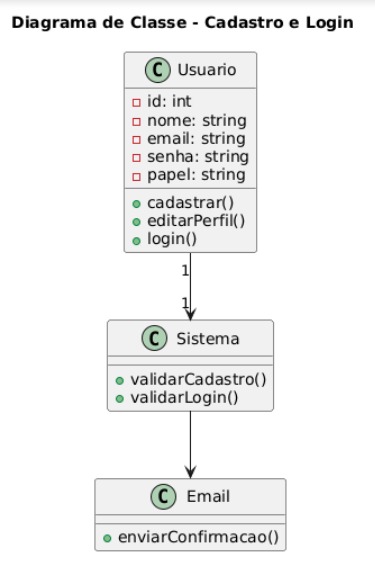 Diagrama de Classe - Cadastro e Login
C Usuario
id: int
nome: string
email: string
senha: string
papel: string
cadastrar()
editarPerfil()
login()
1
1
C Sistema
validarCadastro()
validarLogin()
C Email
enviarConfirmacao()